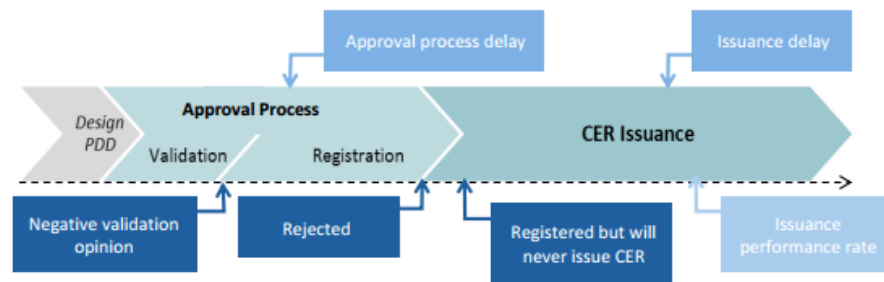 Approval process delay
Issuance delay
Approval Process
Design
PDD
Validation
Registration
CER Issuance
Negative validation
opinion
Rejected
Registered but will
never issue CER
Issuance
performance rate